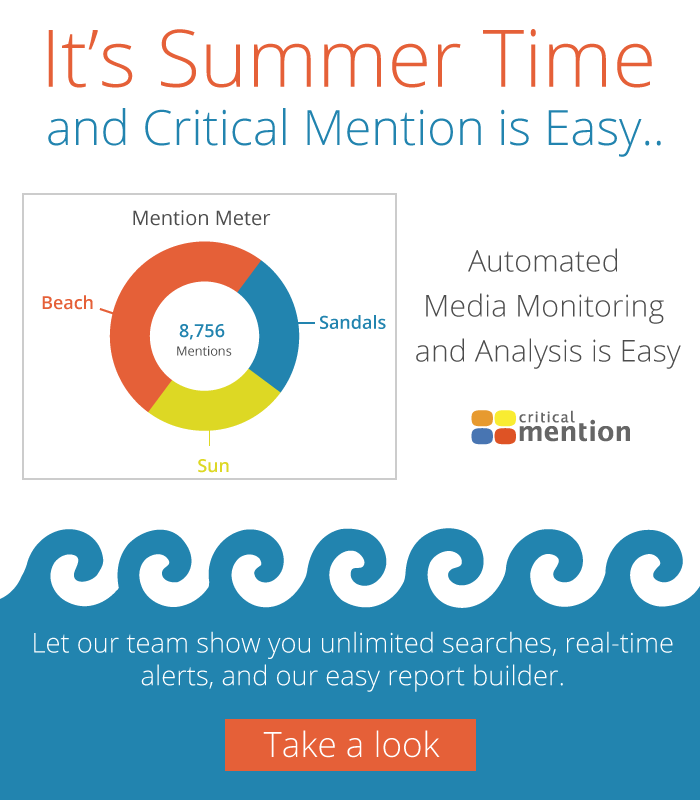 It's Summer Time
and Critical Mention is Easy..
Mention Meter
Beach
8,756
Mentions
Sandals
Sun
Automated
Media Monitoring
and Analysis is Easy
critical
mention
Let our team show you unlimited searches, real-time
alerts, and our easy report builder.
Take a look